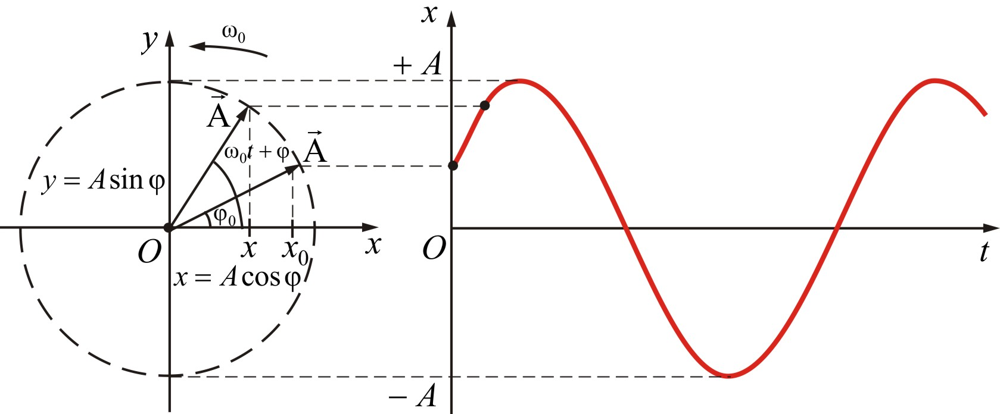 y
ω₀
x
+ A
A
A
ω₀t + φ
y = A sin φ
φ₀
O
x
x₀
x
O
t
x = A cos φ
− A